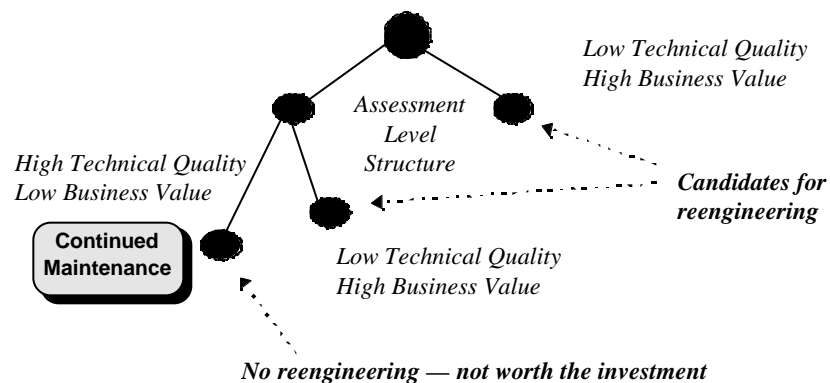 Low Technical Quality
High Business Value
Assessment
Level
Structure
High Technical Quality
Low Business Value
Candidates for
reengineering
Continued
Maintenance
Low Technical Quality
High Business Value
No reengineering — not worth the investment